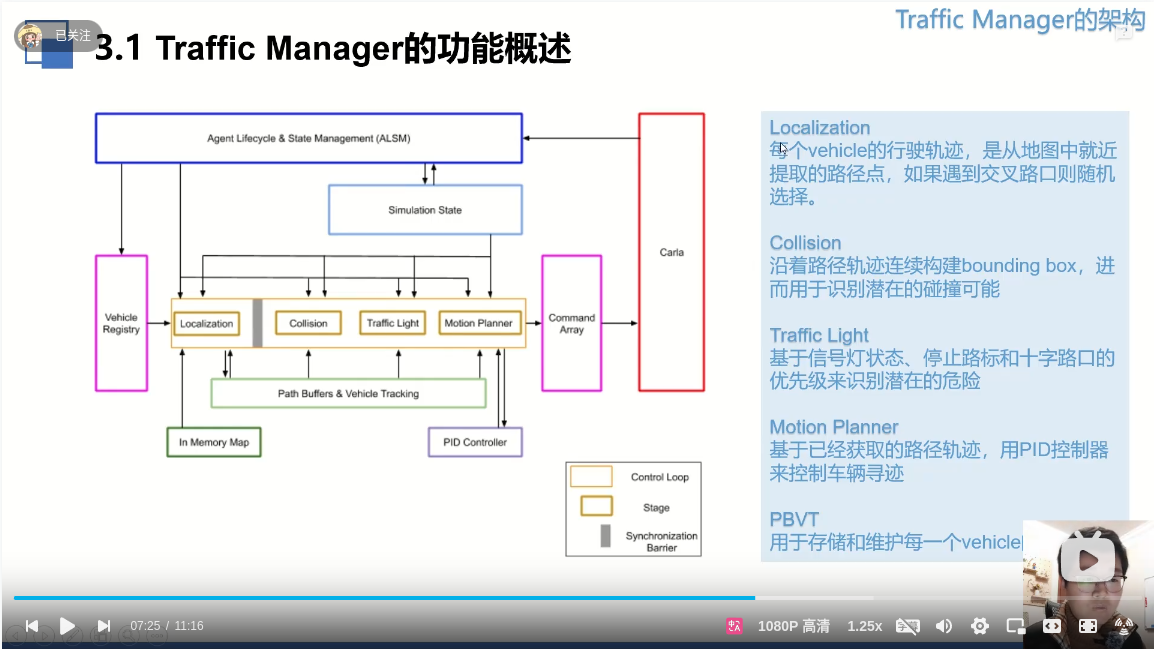 Traffic Manager的架构
已关注
3.1 Traffic Manager的功能概述
Agent Lifecycle & State Management (ALSM)
Simulation State
Carla
Vehicle
Registry
Localization
Collision
Traffic Light
Motion Planner
Command
Array
Path Buffers & Vehicle Tracking
In Memory Map
PID Controller
Control Loop
Stage
Synchronization
Barrier
Localization
每个vehicle的行驶轨迹，是从地图中就近
提取的路径点，如果遇到交叉路口则随机
选择。
Collision
沿着路径轨迹连续构建bounding box，进
而用于识别潜在的碰撞可能
Traffic Light
基于信号灯状态、停止路标和十字路口的
优先级来识别潜在的危险
Motion Planner
基于已经获取的路径轨迹，用PID控制器
来控制车辆寻迹
PBVT
用于存储和维护每一个vehicle
07:25 / 11:16
1080P 高清
1.25x